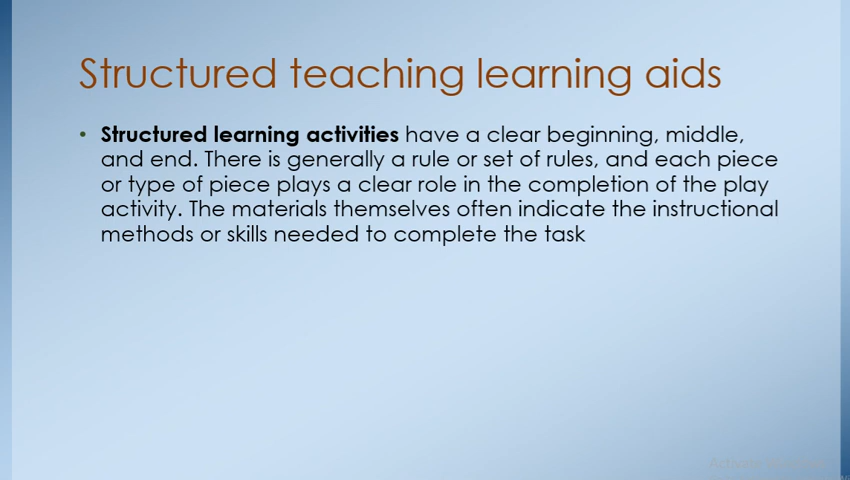 Structured teaching learning aids
• Structured learning activities have a clear beginning, middle,
and end. There is generally a rule or set of rules, and each piece
or type of piece plays a clear role in the completion of the play
activity. The materials themselves often indicate the instructional
methods or skills needed to complete the task